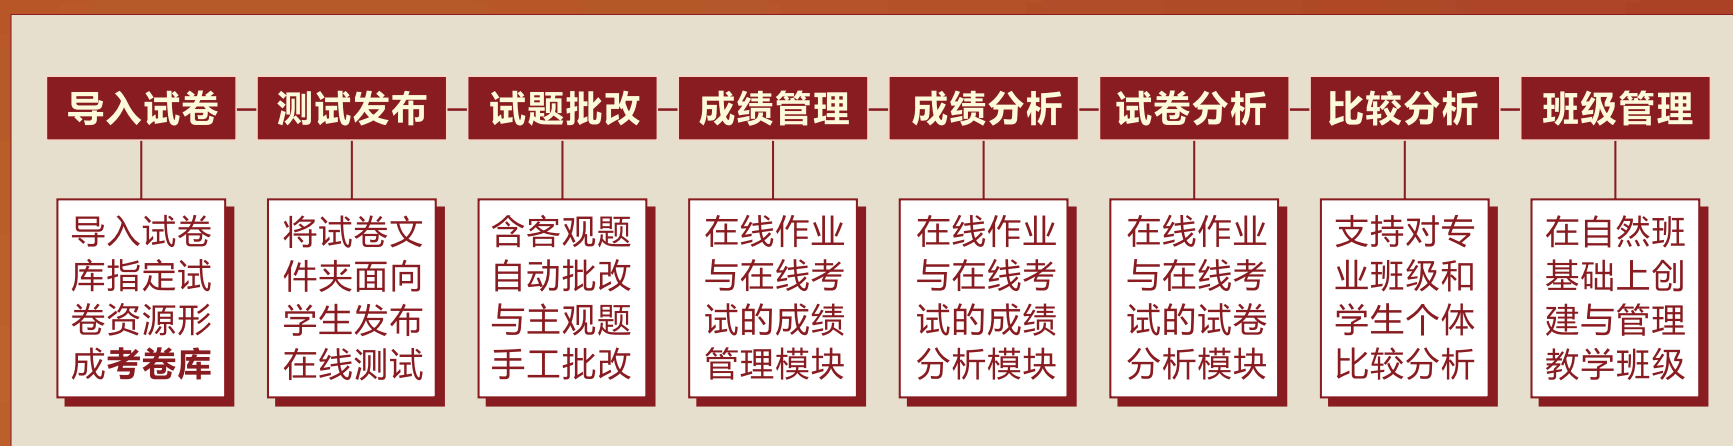 导入试卷
测试发布
试题批改
成绩管理
成绩分析
试卷分析
比较分析
班级管理
导入试卷
库指定试
卷资源形
成考卷库
将试卷文
件夹面向
学生发布
在线测试
含客观题
自动批改
与主观题
手工批改
在线作业
与在线考
试的成绩
管理模块
在线作业
与在线考
试的成绩
分析模块
在线作业
与在线考
试的试卷
分析模块
支持对专
业班级和
学生个体
比较分析
在自然班
基础上创
建与管理
教学班级